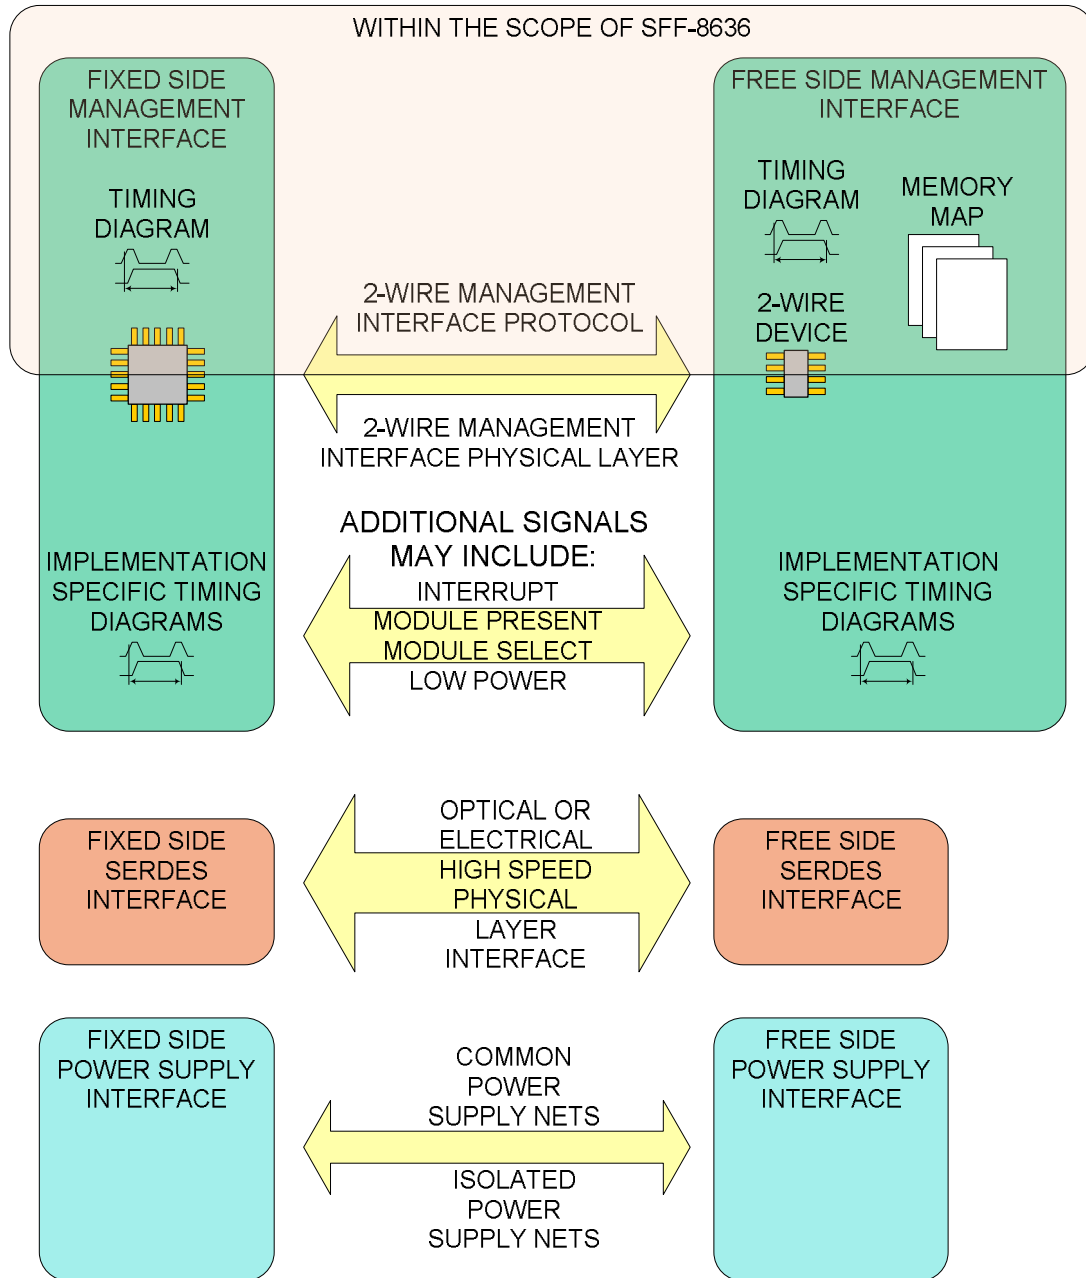 WITHIN THE SCOPE OF SFF-8636
FIXED SIDE
MANAGEMENT
INTERFACE
TIMING
DIAGRAM
FREE SIDE MANAGEMENT
INTERFACE
TIMING
DIAGRAM
MEMORY
MAP
2-WIRE
DEVICE
2-WIRE MANAGEMENT
INTERFACE PROTOCOL
2-WIRE MANAGEMENT
INTERFACE PHYSICAL LAYER
IMPLEMENTATION
SPECIFIC TIMING
DIAGRAMS
ADDITIONAL SIGNALS
MAY INCLUDE:
INTERRUPT
MODULE PRESENT
MODULE SELECT
LOW POWER
IMPLEMENTATION
SPECIFIC TIMING
DIAGRAMS
FIXED SIDE
SERDES
INTERFACE
OPTICAL OR
ELECTRICAL
HIGH SPEED
PHYSICAL
LAYER
INTERFACE
FREE SIDE
SERDES
INTERFACE
FIXED SIDE
POWER SUPPLY
INTERFACE
COMMON
POWER
SUPPLY NETS
ISOLATED
POWER
SUPPLY NETS
FREE SIDE
POWER SUPPLY
INTERFACE